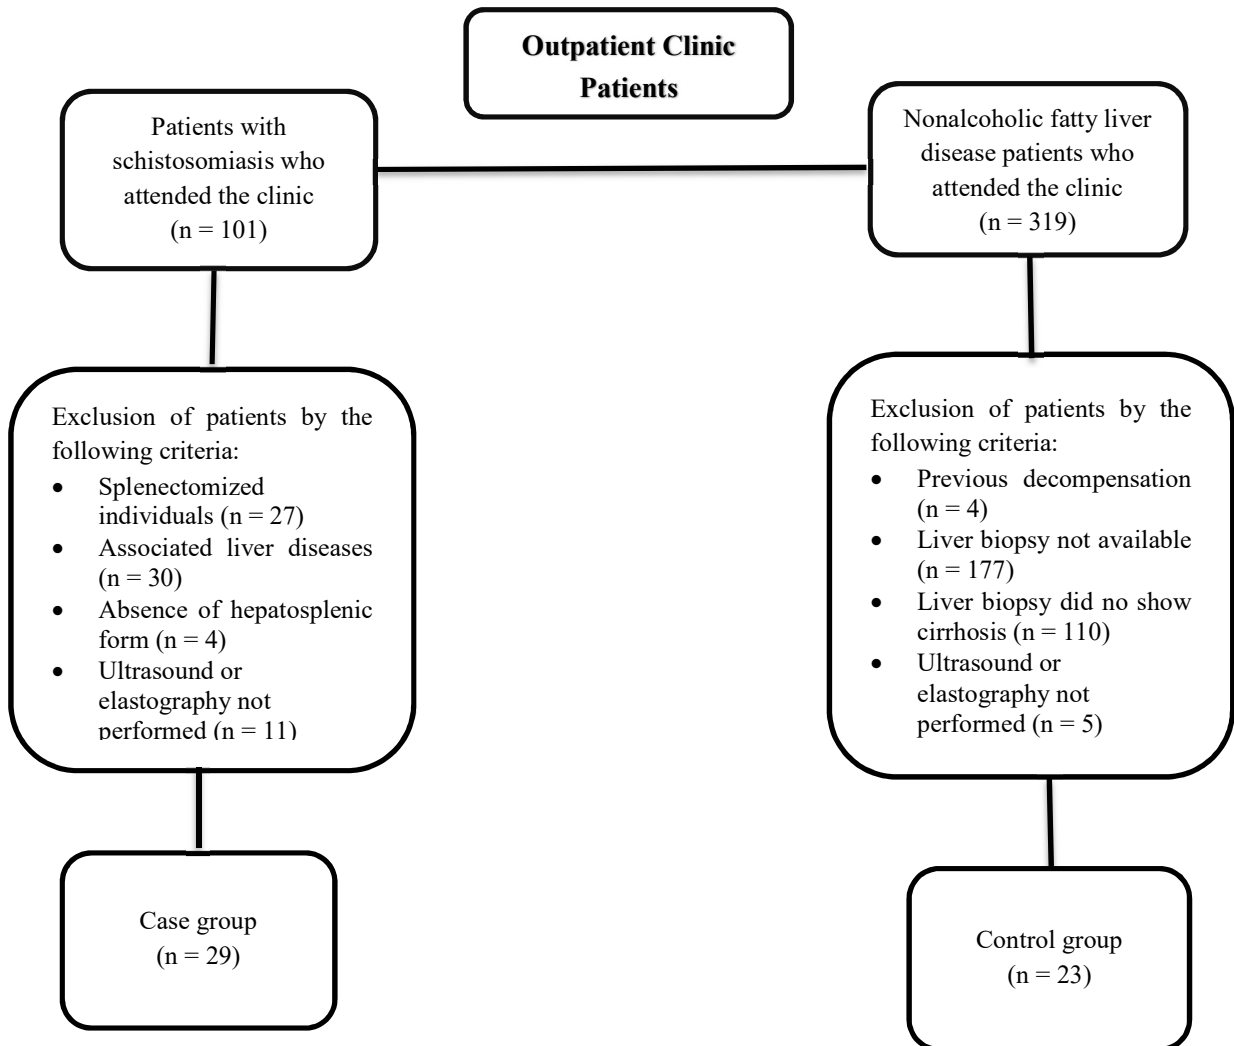 Outpatient Clinic
Patients
Patients with
schistosomiasis who
attended the clinic
(n = 101)
Nonalcoholic fatty liver
disease patients who
attended the clinic
(n = 319)
Exclusion of patients by the
following criteria:
• Splenectomized
individuals (n = 27)
• Associated liver diseases
(n = 30)
• Absence of hepatosplenic
form (n = 4)
• Ultrasound or
elastography not
performed (n = 11)
Exclusion of patients by the
following criteria:
• Previous decompensation
(n = 4)
• Liver biopsy not available
(n = 177)
• Liver biopsy did no show
cirrhosis (n = 110)
• Ultrasound or
elastography not
performed (n = 5)
Case group
(n = 29)
Control group
(n = 23)